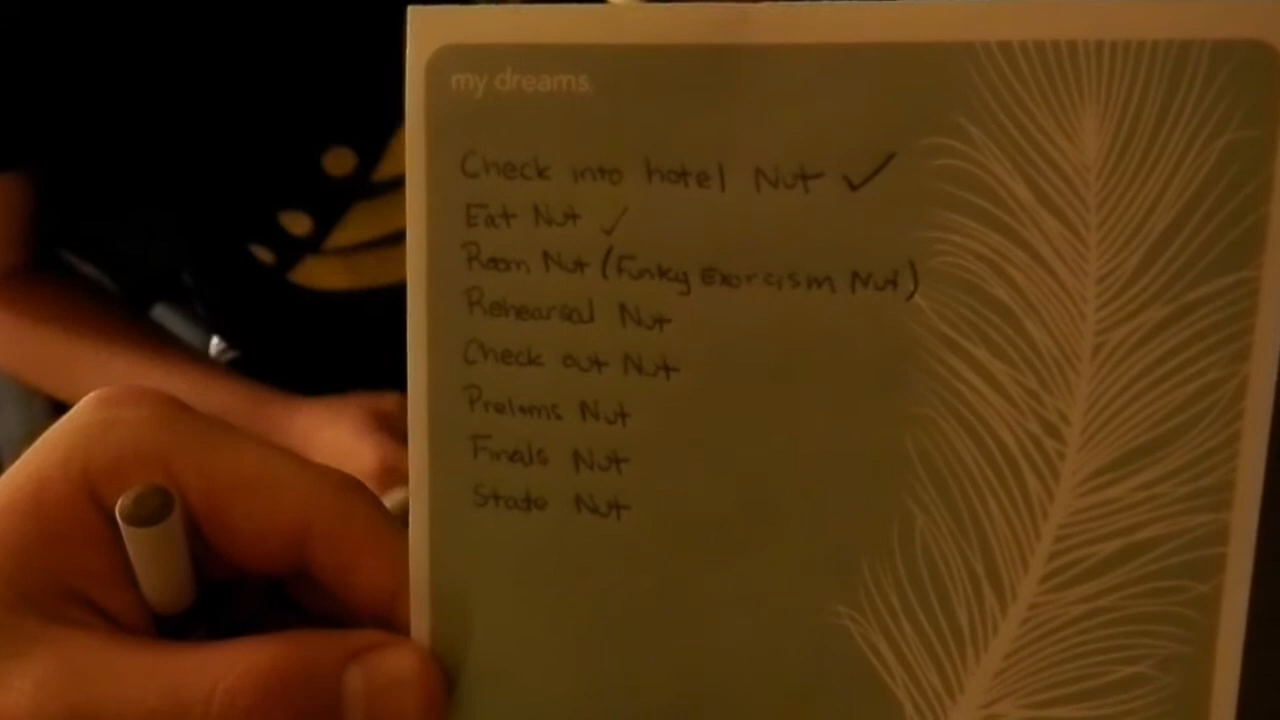 my dreams.
Check into hotel Nut ✓
Eat Nut ✓
Room Nut (Funky Exorcism Nut)
Rehearsal Nut
Check out Nut
Prelims Nut
Finals Nut
State Nut